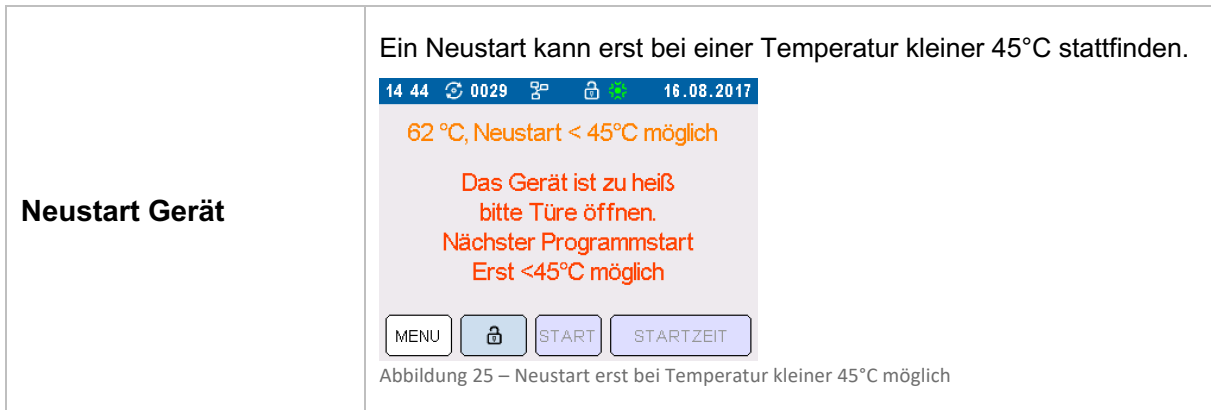 Neustart Gerät
Ein Neustart kann erst bei einer Temperatur kleiner 45°C stattfinden.
14 44 0029 16.08.2017
62 °C, Neustart < 45°C möglich
Das Gerät ist zu heiß
bitte Türe öffnen.
Nächster Programmstart
Erst <45°C möglich
MENU START STARTZEIT
Abbildung 25 – Neustart erst bei Temperatur kleiner 45°C möglich